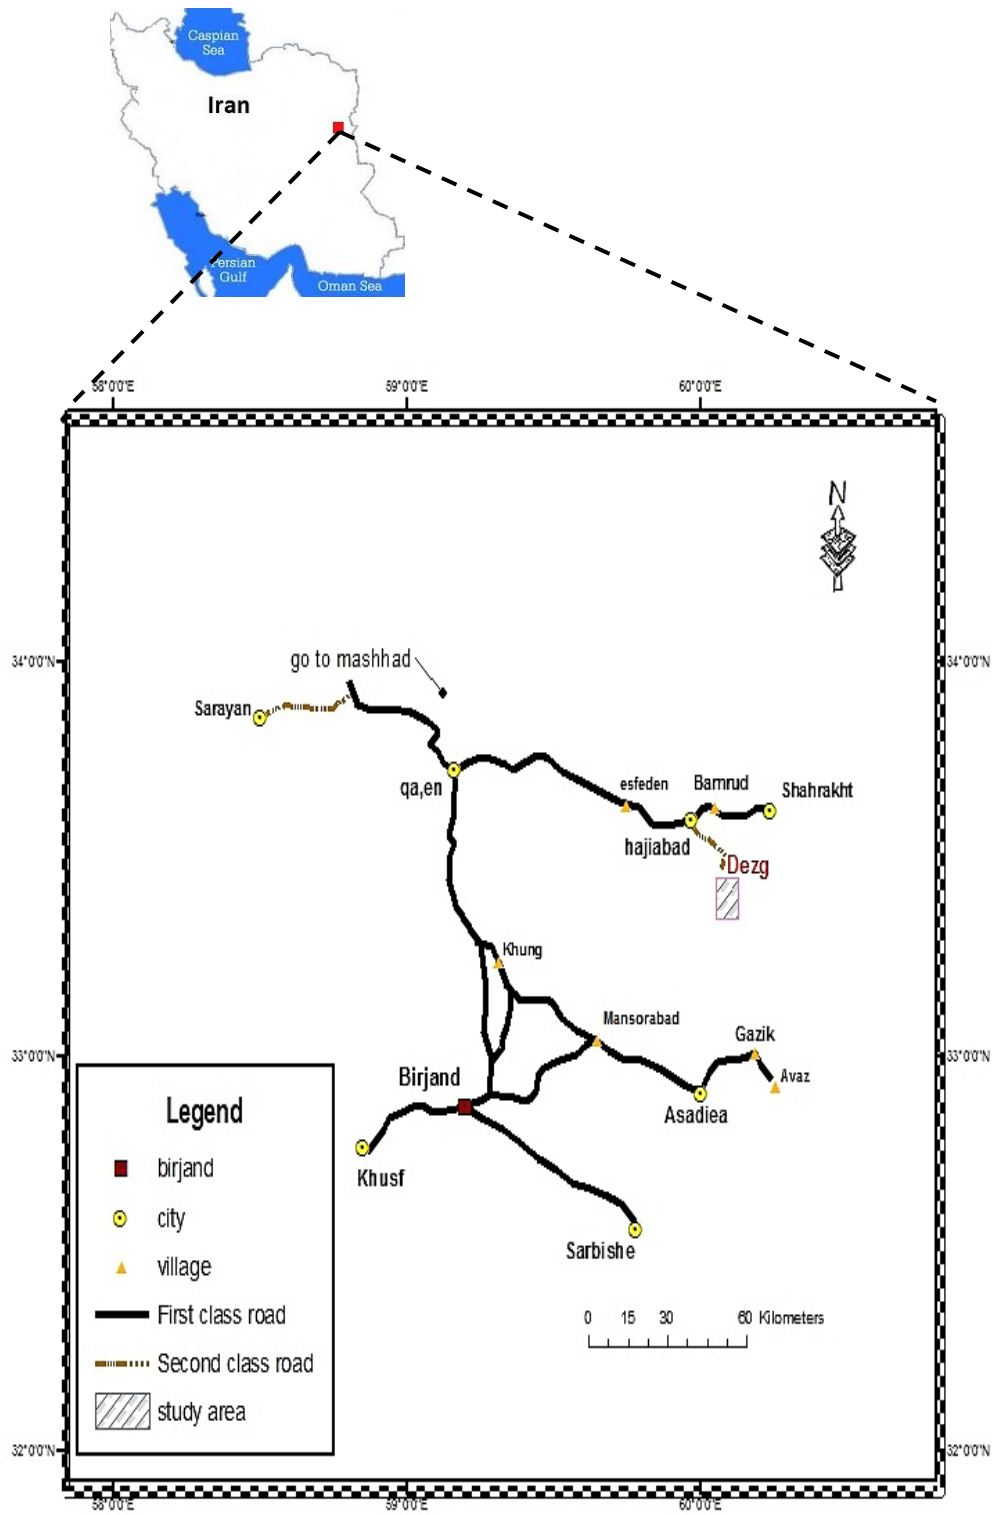 Caspian
Sea
Iran
Persian
Gulf
Oman Sea
58°0'0"E
59°0'0"E
60°0'0"E
N
34°0'0"N
34°0'0"N
go to mashhad
Sarayan
qa,en
esfeden
Bamrud
Shahrakht
hajiabad
Dezg
Khung
Mansorabad
Gazik
33°0'0"N
33°0'0"N
Avaz
Birjand
Asadiea
Khusf
Sarbishe
Legend
birjand
city
village
First class road
Second class road
study area
0 15 30 60 Kilometers
32°0'0"N
32°0'0"N
58°0'0"E
59°0'0"E
60°0'0"E